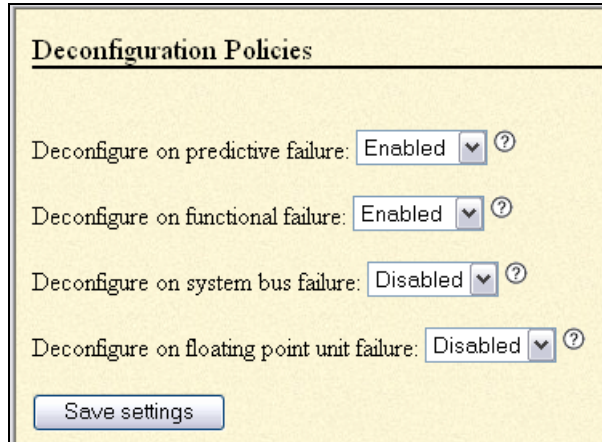 Deconfiguration Policies
Deconfigure on predictive failure: Enabled ?
Deconfigure on functional failure: Enabled ?
Deconfigure on system bus failure: Disabled ?
Deconfigure on floating point unit failure: Disabled ?
Save settings